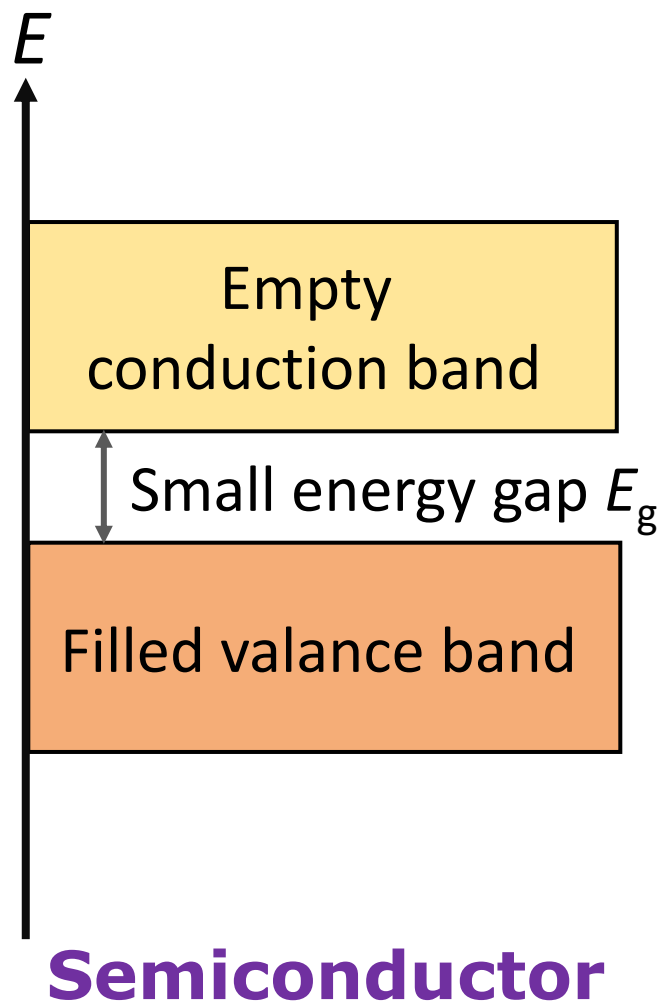 E
Empty
conduction band
Small energy gap Eg
Filled valance band
Semiconductor